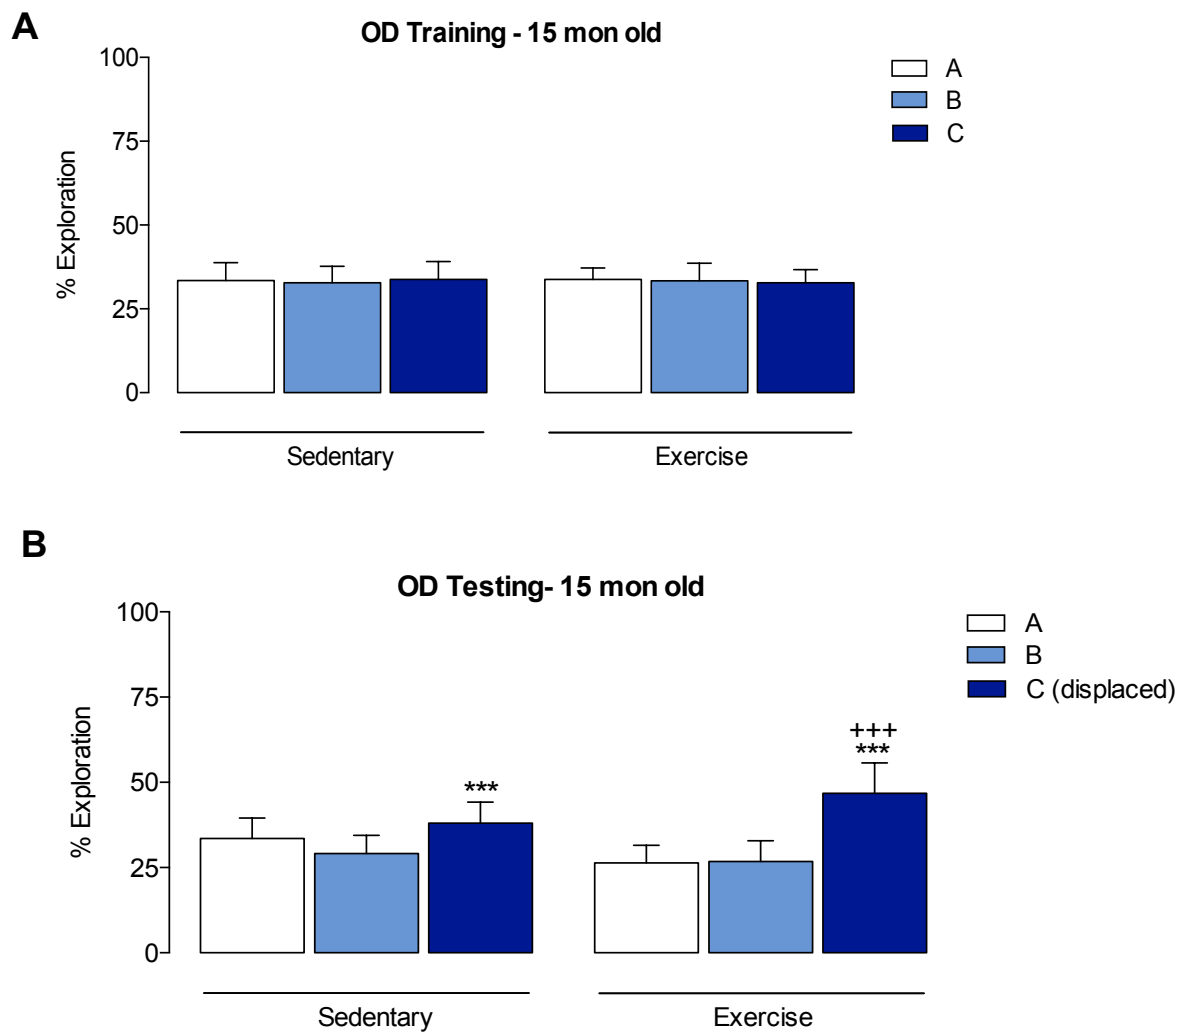 A
OD Training - 15 mon old
100
75
50
25
0
% Exploration
A
B
C
Sedentary
Exercise
B
OD Testing- 15 mon old
100
75
50
25
0
% Exploration
A
B
C (displaced)
***
+++
***
Sedentary
Exercise